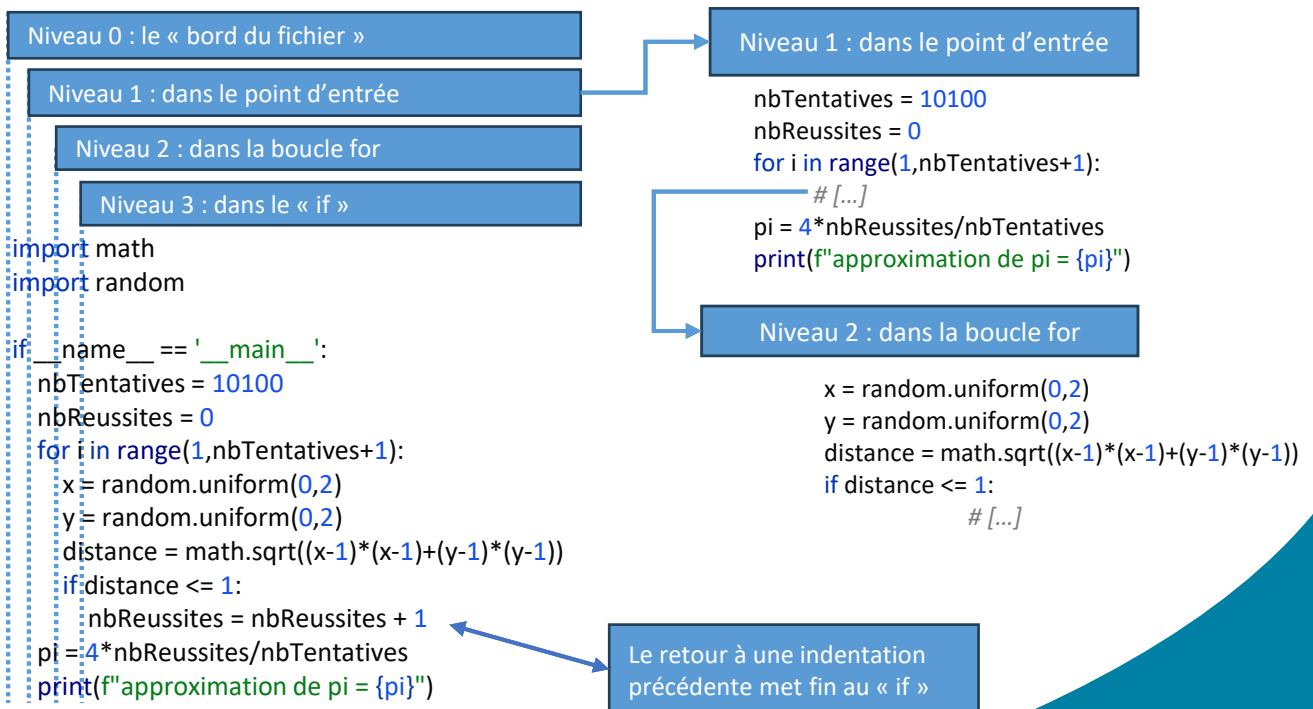 Niveau 0 : le « bord du fichier »
Niveau 1 : dans le point d’entrée
Niveau 2 : dans la boucle for
Niveau 3 : dans le « if »
import math
import random
if __name__ == '__main__':
nbTentatives = 10100
nbReussites = 0
for i in range(1,nbTentatives+1):
x = random.uniform(0,2)
y = random.uniform(0,2)
distance = math.sqrt((x-1)*(x-1)+(y-1)*(y-1))
if distance <= 1:
nbReussites = nbReussites + 1
pi = 4*nbReussites/nbTentatives
print(f"approximation de pi = {pi}")
Niveau 1 : dans le point d’entrée
nbTentatives = 10100
nbReussites = 0
for i in range(1,nbTentatives+1):
# [...]
pi = 4*nbReussites/nbTentatives
print(f"approximation de pi = {pi}")
Niveau 2 : dans la boucle for
x = random.uniform(0,2)
y = random.uniform(0,2)
distance = math.sqrt((x-1)*(x-1)+(y-1)*(y-1))
if distance <= 1:
# [...]
Le retour à une indentation
précédente met fin au « if »